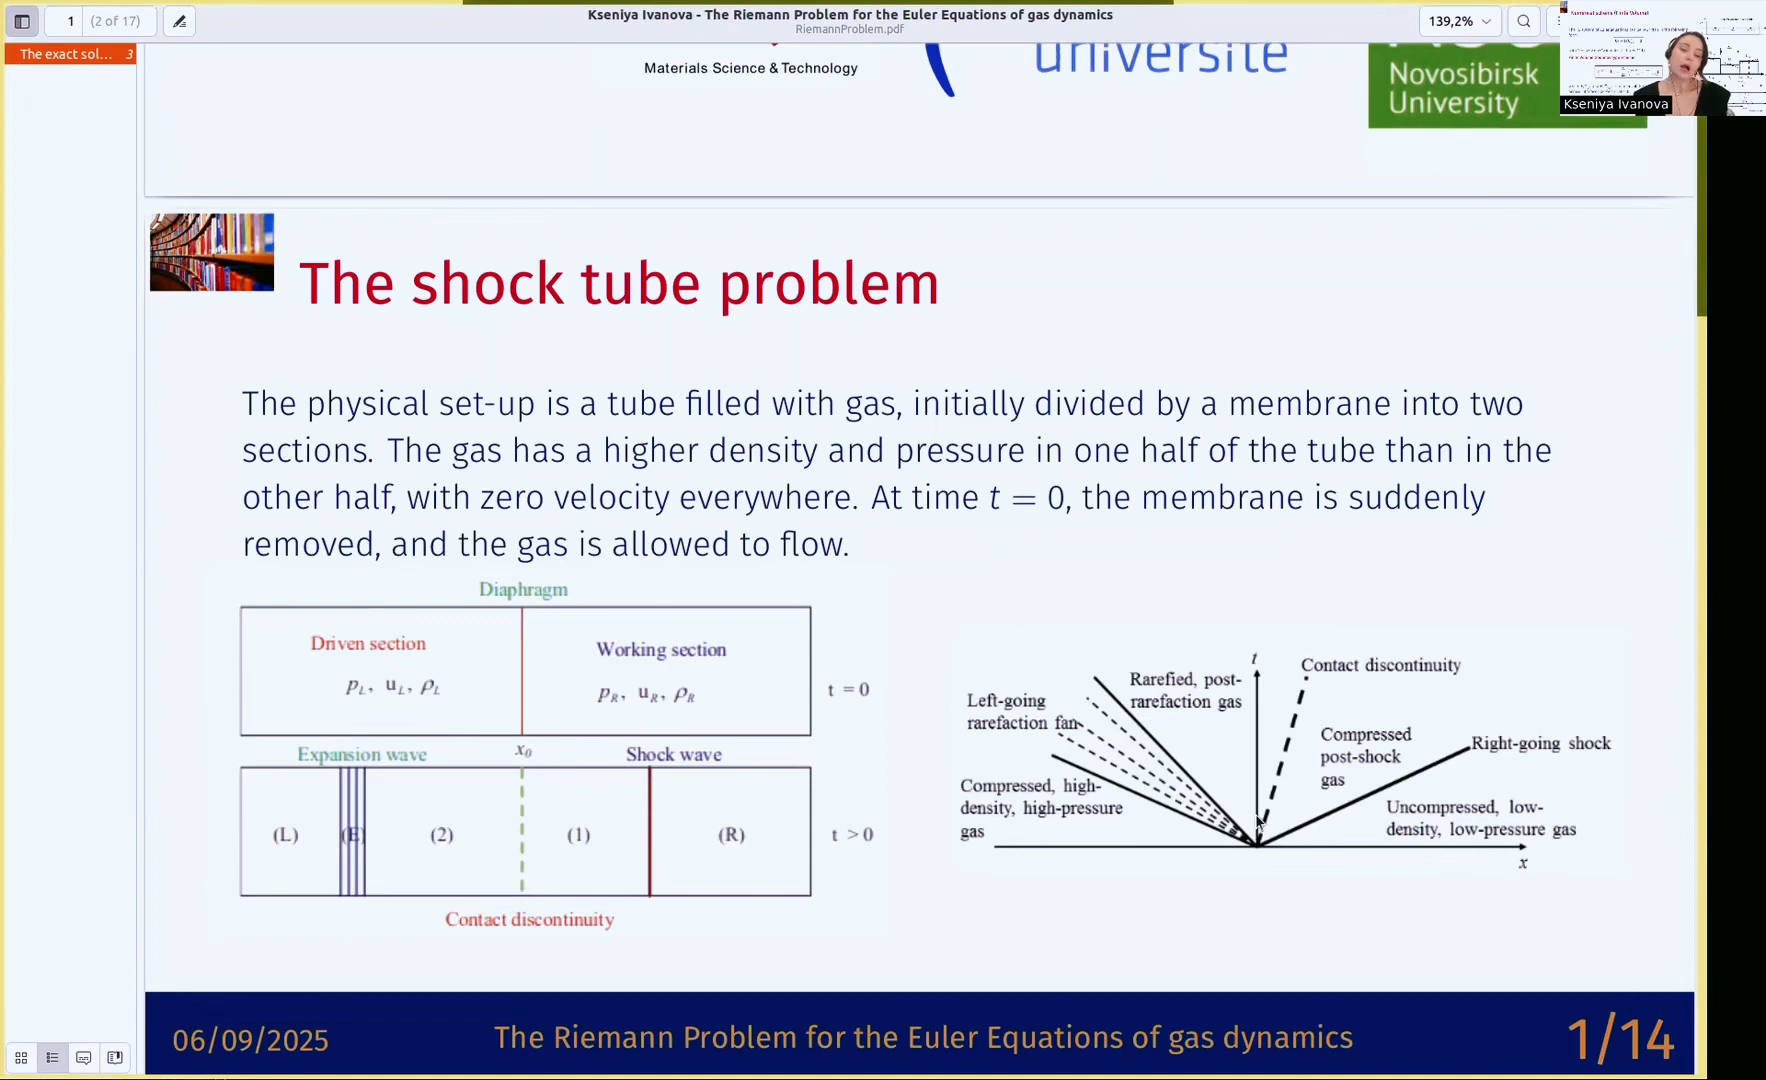 1 (2 of 17)
Kseniya Ivanova - The Riemann Problem for the Euler Equations of gas dynamics
RiemannProblem.pdf
139,2%
The exact sol... 3
Materials Science & Technology
université
Novosibirsk
University
Kseniya Ivanova
The shock tube problem
The physical set-up is a tube filled with gas, initially divided by a membrane into two
sections. The gas has a higher density and pressure in one half of the tube than in the
other half, with zero velocity everywhere. At time t = 0, the membrane is suddenly
removed, and the gas is allowed to flow.
Diaphragm
Driven section
Working section
p_L, u_L, ρ_L
p_R, u_R, ρ_R
t = 0
Expansion wave
x_0
Shock wave
(L)
(E)
(2)
(1)
(R)
t > 0
Contact discontinuity
t
Contact discontinuity
Rarefied, post-
rarefaction gas
Left-going
rarefaction fan
Compressed
post-shock
gas
Right-going shock
Compressed, high-
density, high-pressure
gas
Uncompressed, low-
density, low-pressure gas
x
06/09/2025
The Riemann Problem for the Euler Equations of gas dynamics
1/14